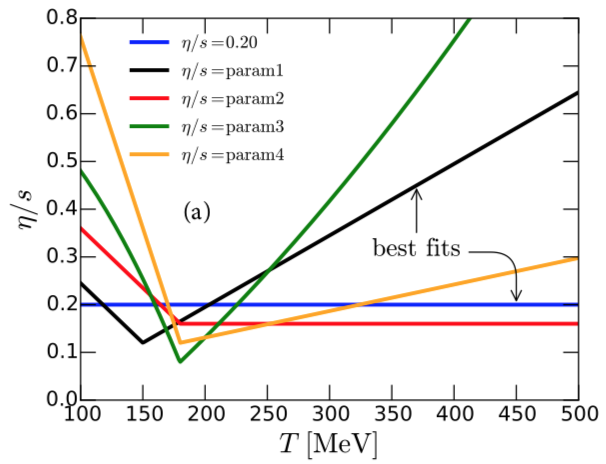 0.8
0.7
0.6
0.5
0.4
0.3
0.2
0.1
0.0
η/s
η/s=0.20
η/s=param1
η/s=param2
η/s=param3
η/s=param4
(a)
best fits
100 150 200 250 300 350 400 450 500
T [MeV]